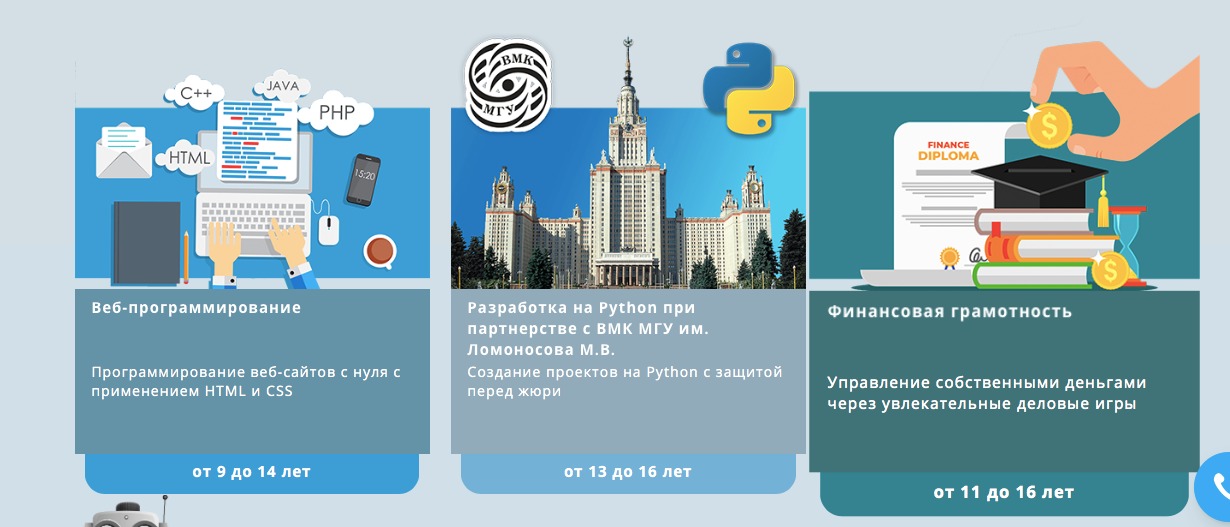 C++
JAVA
PHP
HTML
15:20
Веб-программирование
Программирование веб-сайтов с нуля с
применением HTML и CSS
от 9 до 14 лет
ВМК
МГУ
Разработка на Python при
партнерстве с ВМК МГУ им.
Ломоносова М.В.
Создание проектов на Python с защитой
перед жюри
от 13 до 16 лет
FINANCE
DIPLOMA
$
$
Финансовая грамотность
Управление собственными деньгами
через увлекательные деловые игры
от 11 до 16 лет